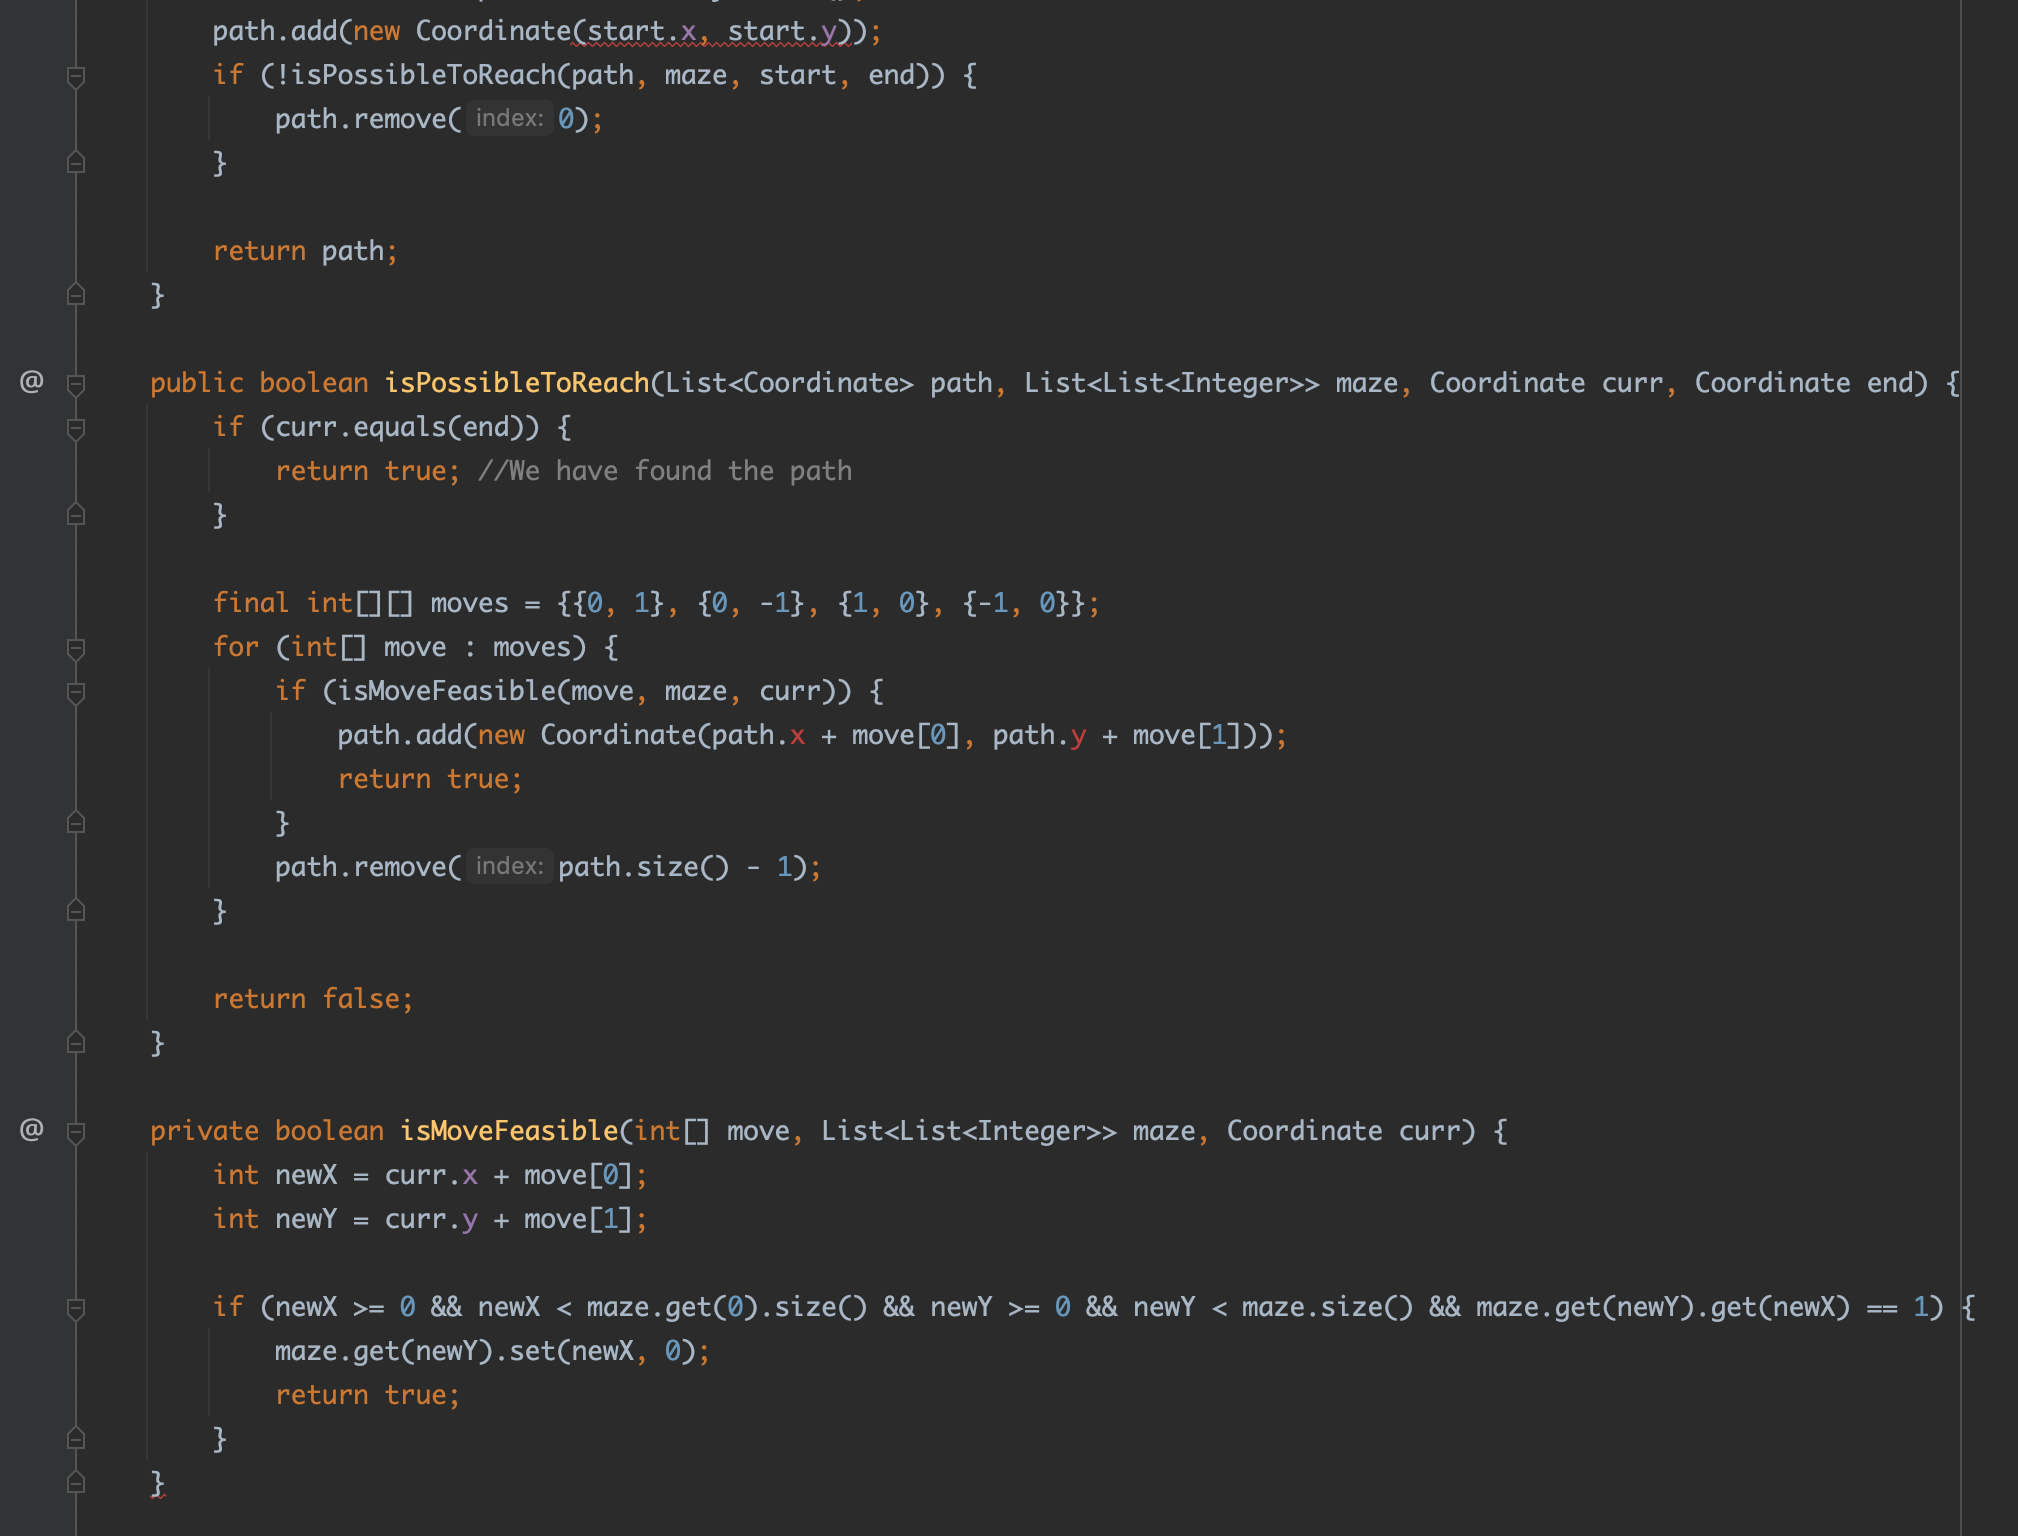 path.add(new Coordinate(start.x, start.y));
if (!isPossibleToReach(path, maze, start, end)) {
path.remove( index: 0);
}
return path;
}
@ public boolean isPossibleToReach(List<Coordinate> path, List<List<Integer>> maze, Coordinate curr, Coordinate end) {
if (curr.equals(end)) {
return true; //We have found the path
}
final int[][] moves = {{0, 1}, {0, -1}, {1, 0}, {-1, 0}};
for (int[] move : moves) {
if (isMoveFeasible(move, maze, curr)) {
path.add(new Coordinate(path.x + move[0], path.y + move[1]));
return true;
}
path.remove( index: path.size() - 1);
}
return false;
}
@ private boolean isMoveFeasible(int[] move, List<List<Integer>> maze, Coordinate curr) {
int newX = curr.x + move[0];
int newY = curr.y + move[1];
if (newX >= 0 && newX < maze.get(0).size() && newY >= 0 && newY < maze.size() && maze.get(newY).get(newX) == 1) {
maze.get(newY).set(newX, 0);
return true;
}
}